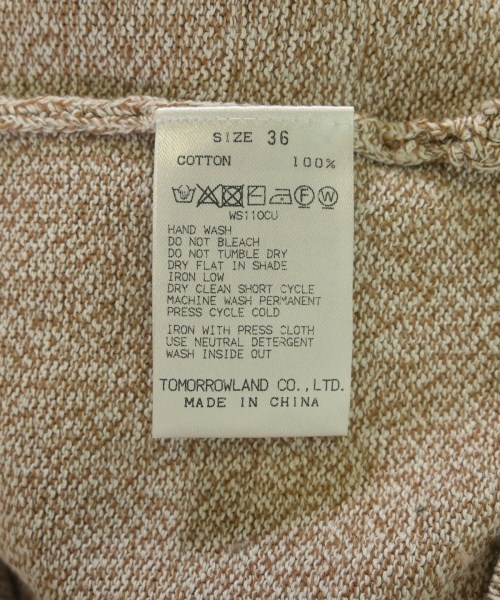 SIZE 36
COTTON 100%
WS110CU
HAND WASH
DO NOT BLEACH
DO NOT TUMBLE DRY
DRY FLAT IN SHADE
IRON LOW
DRY CLEAN SHORT CYCLE
MACHINE WASH PERMANENT
PRESS CYCLE COLD
IRON WITH PRESS CLOTH
USE NEUTRAL DETERGENT
WASH INSIDE OUT
TOMORROWLAND CO.,LTD.
MADE IN CHINA